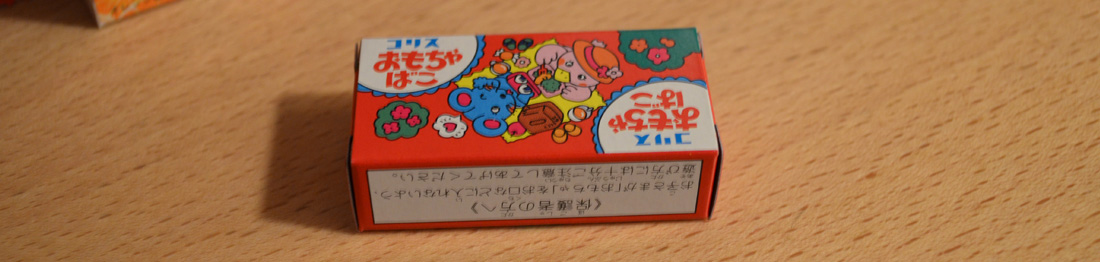 コリス
おもちゃ
ばこ
コリス
おもちゃ
ばこ
《保護者の方へ》
お子さまが「おもちゃ」をお口などに入れないよう、
遊び方には十分ご注意してあげてください。